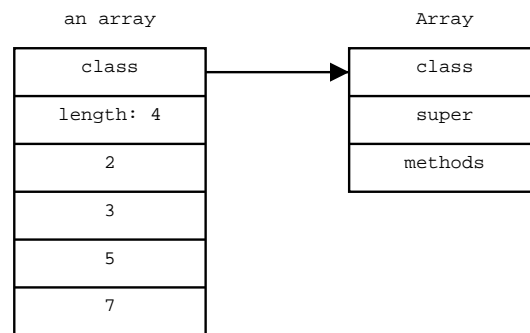 an array
class
length: 4
2
3
5
7
Array
class
super
methods